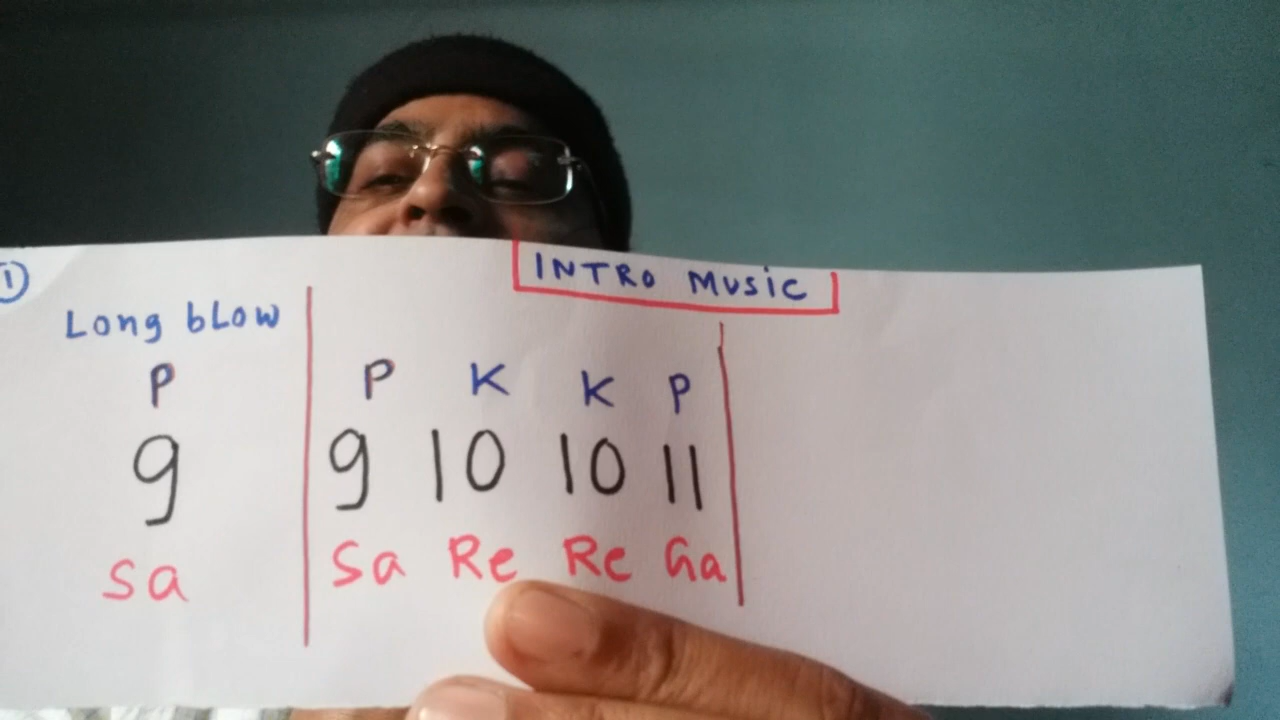 ① INTRO MUSIC
Long bLow
P P K K P
9 9 10 10 11
Sa Sa Re Re Ga